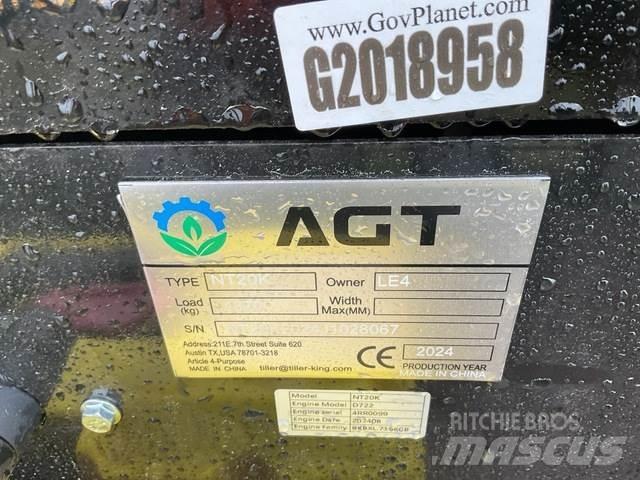 www.GovPlanet.com
G2018958
AGT
TYPE NT20K Owner LE4
Load (kg) Width Max(MM)
S/N 1028067
Address:211E,7th Street Suite 620
Austin TX,USA 78701-3218
Article 4-Purpose
MADE IN CHINA tiller@tiller-king.com
CE 2024
PRODUCTION YEAR
MADE IN CHINA
Model NT20K
Engine Model D722
Engine serial 4RR0099
Engine Date
Engine Family
RITCHIE BROS
MASCUS